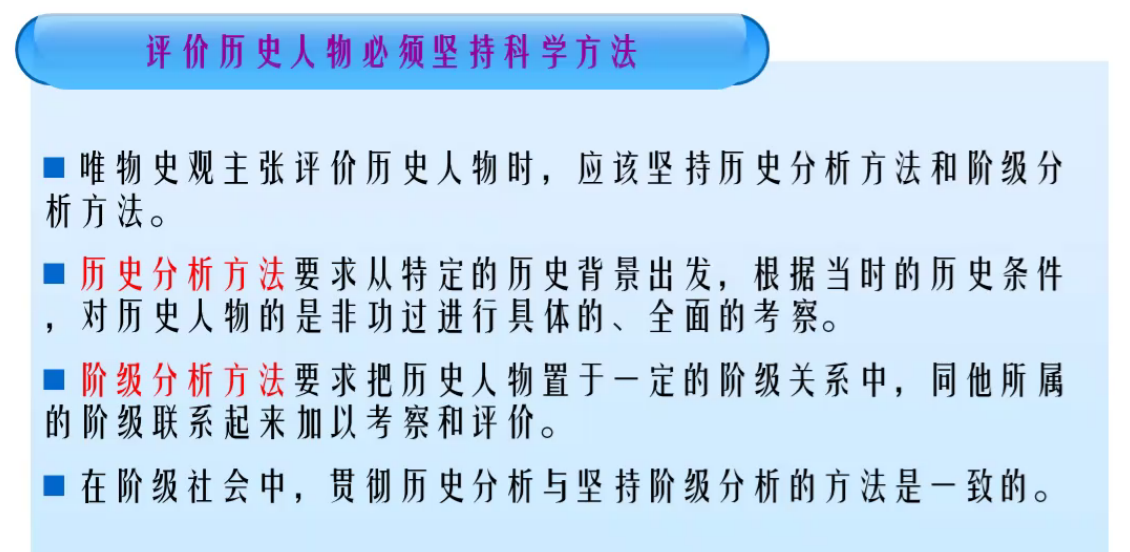 评价历史人物必须坚持科学方法
■ 唯物史观主张评价历史人物时，应该坚持历史分析方法和阶级分
析方法。
■ 历史分析方法要求从特定的历史背景出发，根据当时的历史条件
，对历史人物的是非功过进行具体的、全面的考察。
■ 阶级分析方法要求把历史人物置于一定的阶级关系中，同他所属
的阶级联系起来加以考察和评价。
■ 在阶级社会中，贯彻历史分析与坚持阶级分析的方法是一致的。